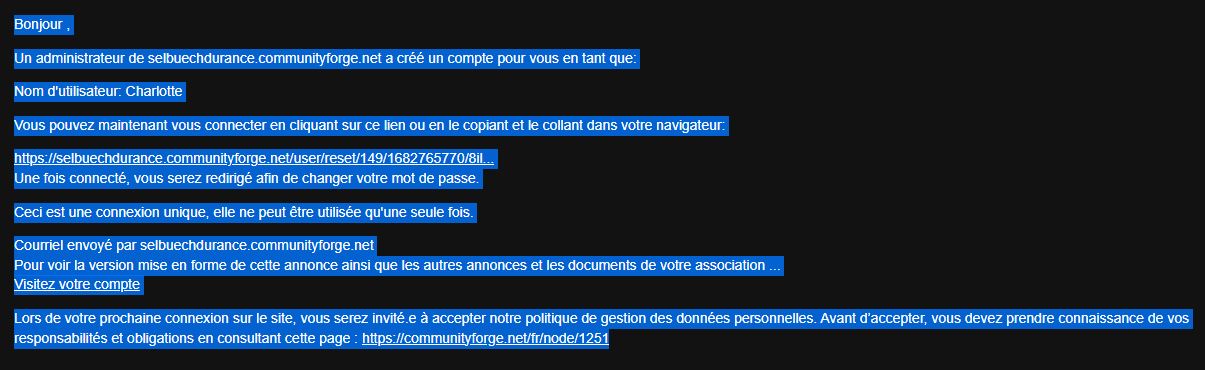 Bonjour ,
Un administrateur de selbuechdurance.communityforge.net a créé un compte pour vous en tant que:
Nom d'utilisateur: Charlotte
Vous pouvez maintenant vous connecter en cliquant sur ce lien ou en le copiant et le collant dans votre navigateur:
https://selbuechdurance.communityforge.net/user/reset/149/1682765770/8il...
Une fois connecté, vous serez redirigé afin de changer votre mot de passe.
Ceci est une connexion unique, elle ne peut être utilisée qu'une seule fois.
Courriel envoyé par selbuechdurance.communityforge.net
Pour voir la version mise en forme de cette annonce ainsi que les autres annonces et les documents de votre association ...
Visitez votre compte
Lors de votre prochaine connexion sur le site, vous serez invité.e à accepter notre politique de gestion des données personnelles. Avant d'accepter, vous devez prendre connaissance de vos
responsabilités et obligations en consultant cette page : https://communityforge.net/fr/node/1251